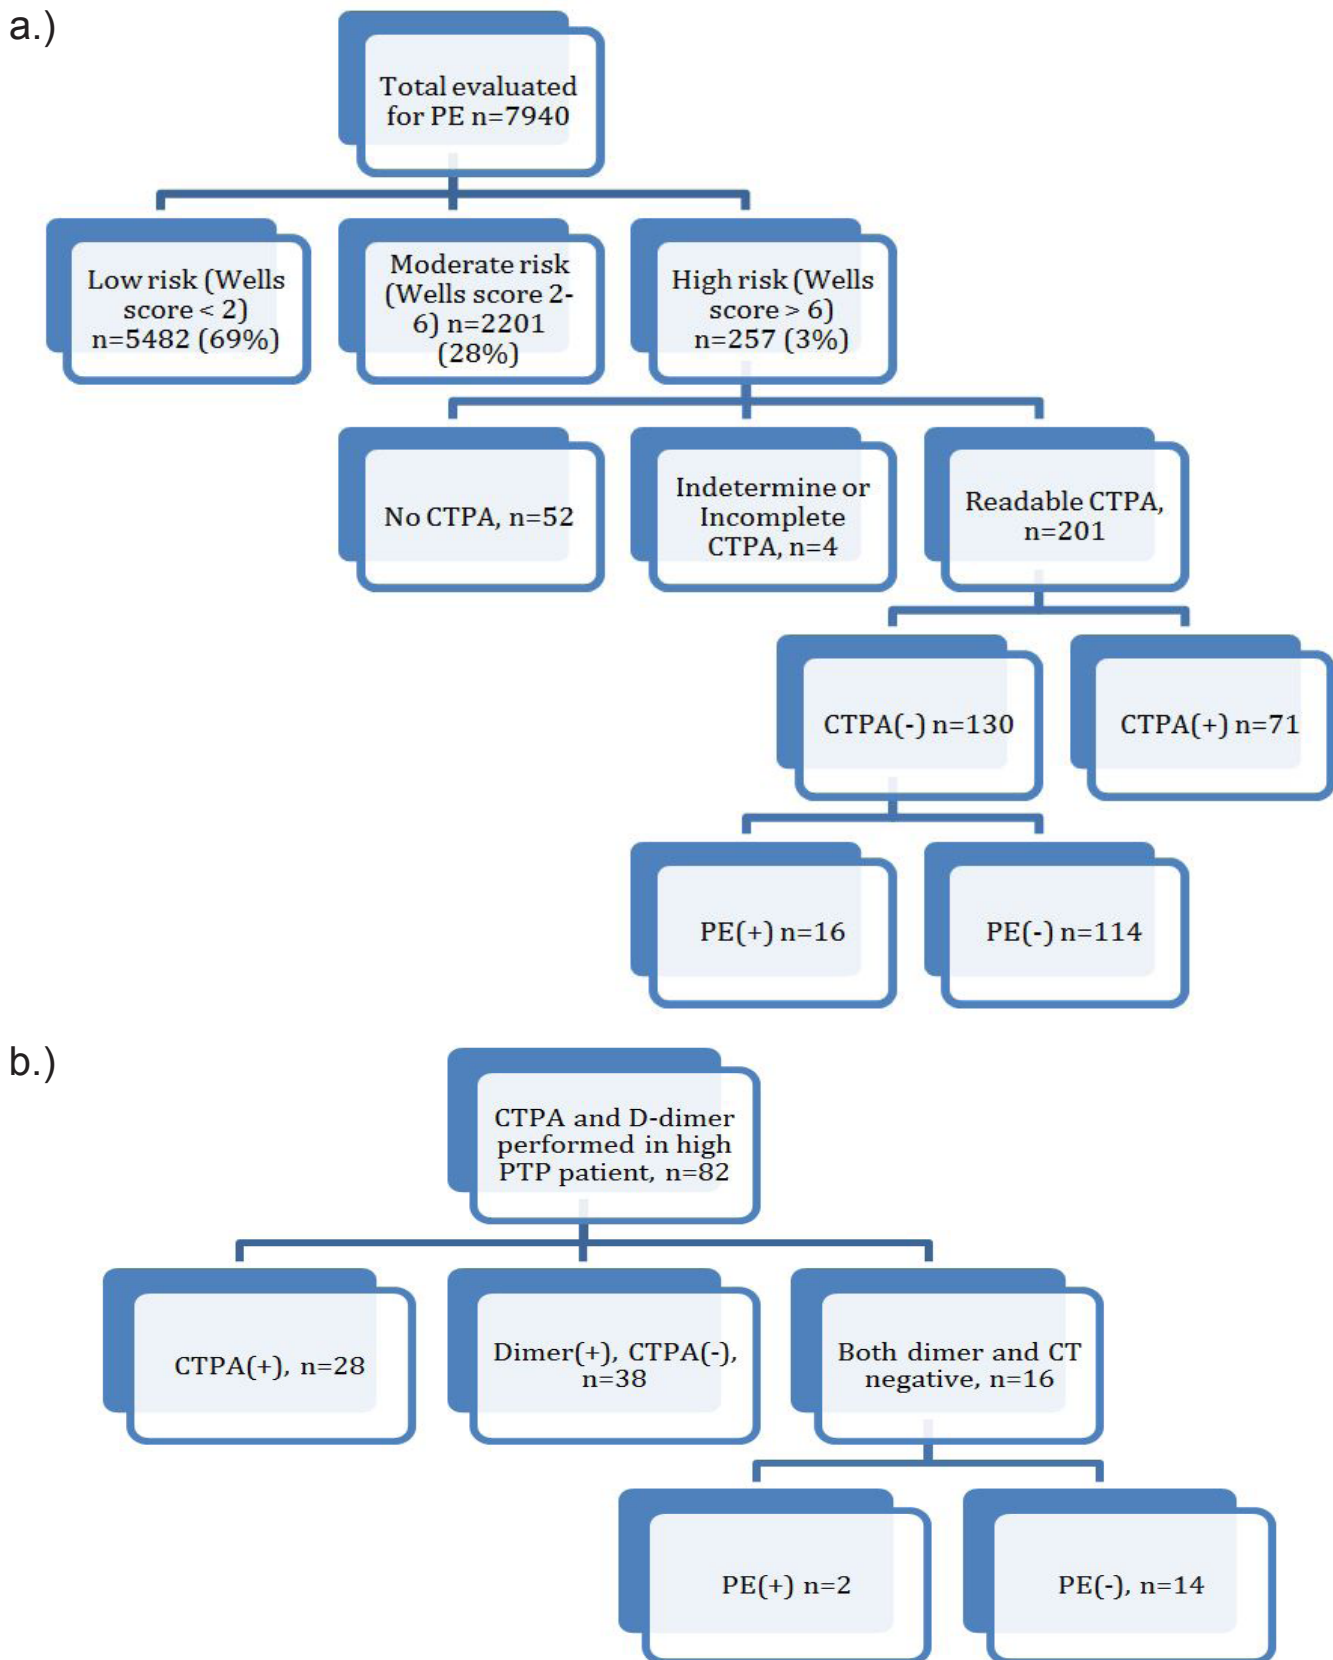 a.)
Total evaluated
for PE n=7940
Low risk (Wells
score < 2)
n=5482 (69%)
Moderate risk
(Wells score 2-
6) n=2201
(28%)
High risk (Wells
score > 6)
n=257 (3%)
No CTPA, n=52
Indetermine or
Incomplete
CTPA, n=4
Readable CTPA,
n=201
CTPA(-) n=130
CTPA(+) n=71
PE(+) n=16
PE(-) n=114
b.)
CTPA and D-dimer
performed in high
PTP patient, n=82
CTPA(+), n=28
Dimer(+), CTPA(-),
n=38
Both dimer and CT
negative, n=16
PE(+) n=2
PE(-), n=14